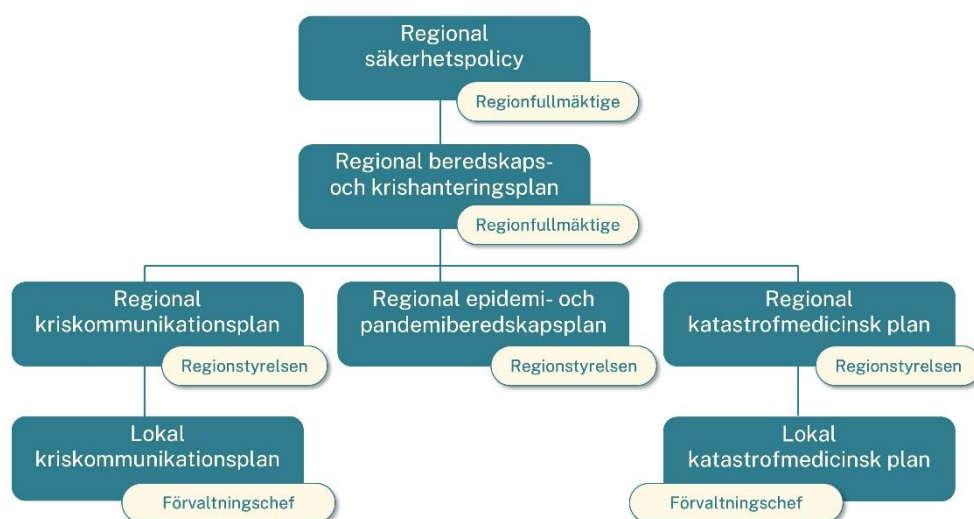 Regional
säkerhetspolicy
Regionfullmäktige
Regional beredskaps-
och krishanteringsplan
Regionfullmäktige
Regional
kriskommunikationsplan
Regionstyrelsen
Regional epidemi- och
pandemiberedskapsplan
Regionstyrelsen
Regional
katastrofmedicinsk plan
Regionstyrelsen
Lokal
kriskommunikationsplan
Förvaltningschef
Lokal
katastrofmedicinsk plan
Förvaltningschef